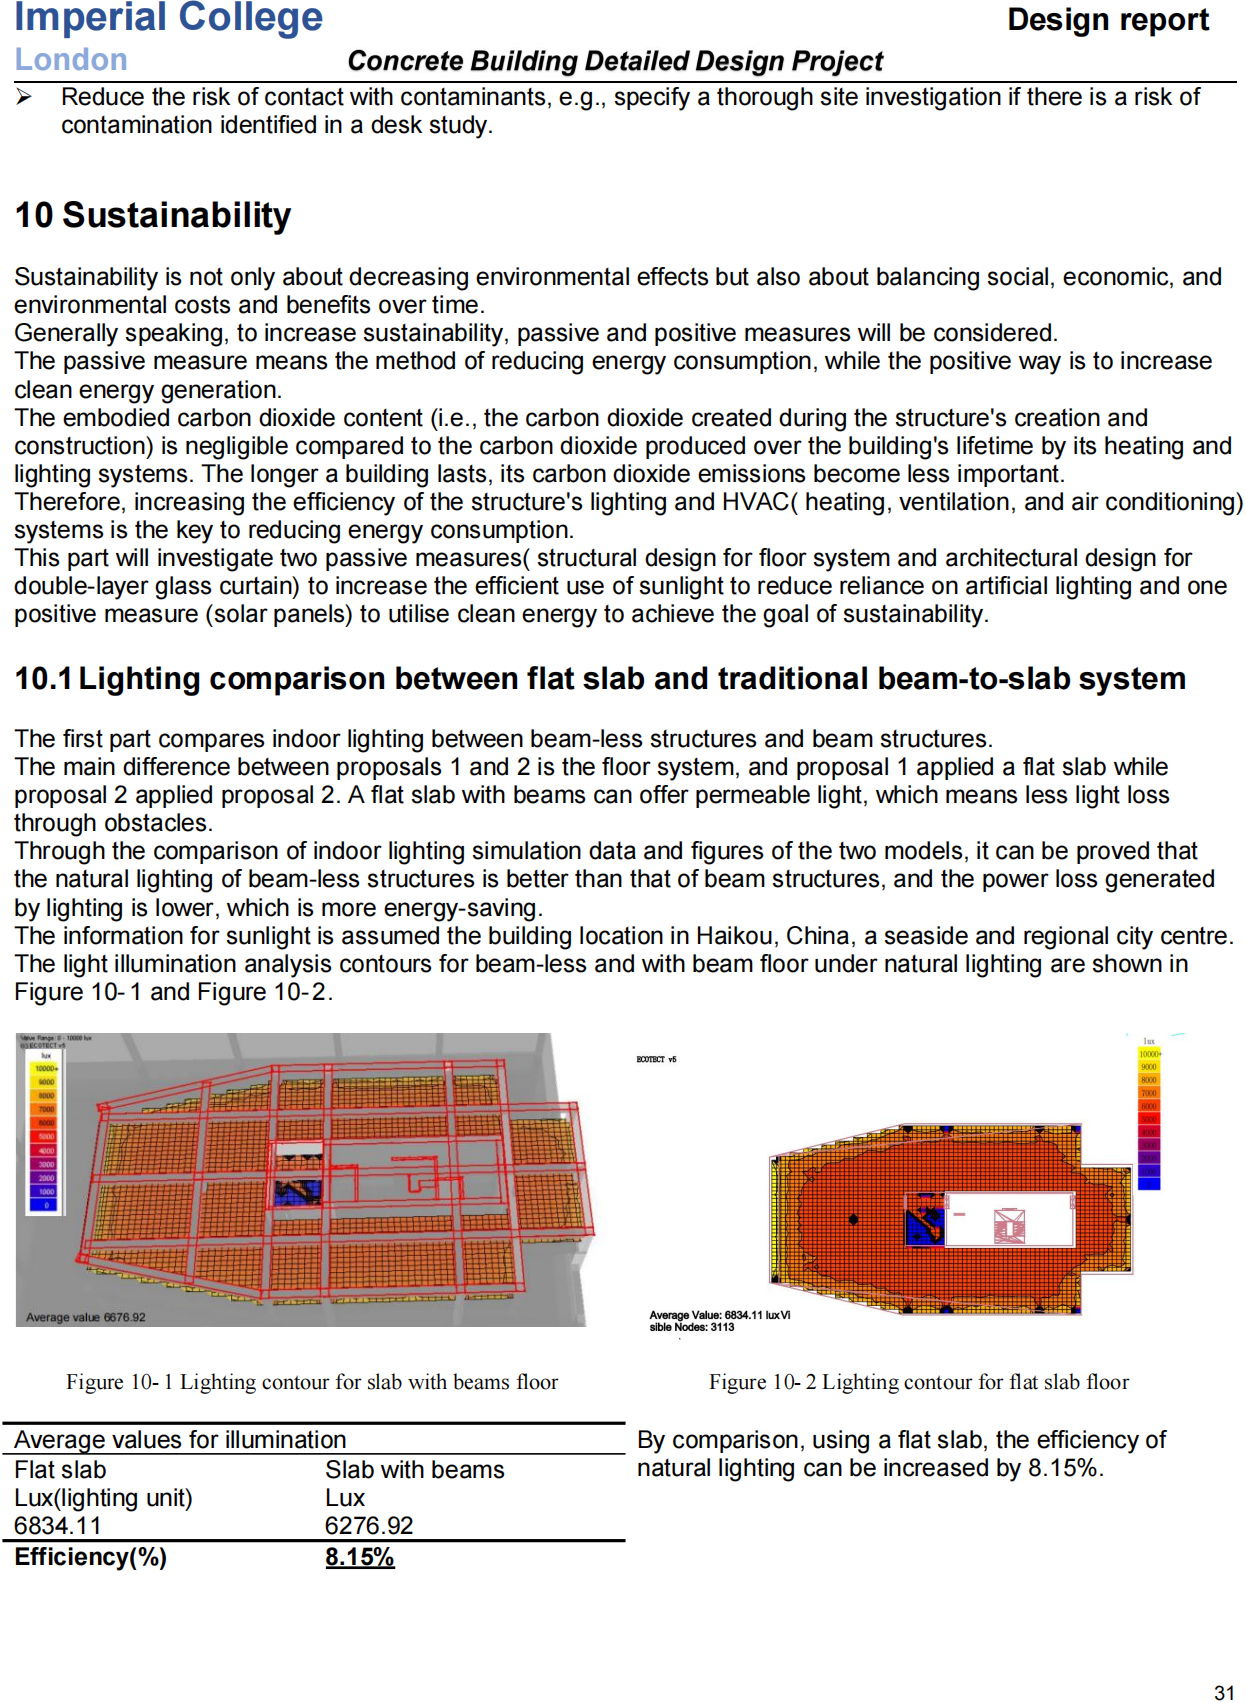 Imperial College
Design report
London
Concrete Building Detailed Design Project
➢ Reduce the risk of contact with contaminants, e.g., specify a thorough site investigation if there is a risk of
contamination identified in a desk study.
10 Sustainability
Sustainability is not only about decreasing environmental effects but also about balancing social, economic, and
environmental costs and benefits over time.
Generally speaking, to increase sustainability, passive and positive measures will be considered.
The passive measure means the method of reducing energy consumption, while the positive way is to increase
clean energy generation.
The embodied carbon dioxide content (i.e., the carbon dioxide created during the structure's creation and
construction) is negligible compared to the carbon dioxide produced over the building's lifetime by its heating and
lighting systems. The longer a building lasts, its carbon dioxide emissions become less important.
Therefore, increasing the efficiency of the structure's lighting and HVAC( heating, ventilation, and air conditioning)
systems is the key to reducing energy consumption.
This part will investigate two passive measures( structural design for floor system and architectural design for
double-layer glass curtain) to increase the efficient use of sunlight to reduce reliance on artificial lighting and one
positive measure (solar panels) to utilise clean energy to achieve the goal of sustainability.
10.1 Lighting comparison between flat slab and traditional beam-to-slab system
The first part compares indoor lighting between beam-less structures and beam structures.
The main difference between proposals 1 and 2 is the floor system, and proposal 1 applied a flat slab while
proposal 2 applied proposal 2. A flat slab with beams can offer permeable light, which means less light loss
through obstacles.
Through the comparison of indoor lighting simulation data and figures of the two models, it can be proved that
the natural lighting of beam-less structures is better than that of beam structures, and the power loss generated
by lighting is lower, which is more energy-saving.
The information for sunlight is assumed the building location in Haikou, China, a seaside and regional city centre.
The light illumination analysis contours for beam-less and with beam floor under natural lighting are shown in
Figure 10-1 and Figure 10-2.
Value Range: 0 - 10000 lux
(c) ECOTECT v5
lux
10000+
9000
8000
7000
6000
5000
4000
3000
2000
1000
0
Average value 6676.92
ECOTECT v5
lux
10000+
9000
8000
7000
6000
Average Value: 6834.11 lux Vi
sible Nodes: 3113
Figure 10- 1 Lighting contour for slab with beams floor
Figure 10- 2 Lighting contour for flat slab floor
Average values for illumination
Flat slab Slab with beams
Lux(lighting unit) Lux
6834.11 6276.92
Efficiency(%) 8.15%
By comparison, using a flat slab, the efficiency of
natural lighting can be increased by 8.15%.
31